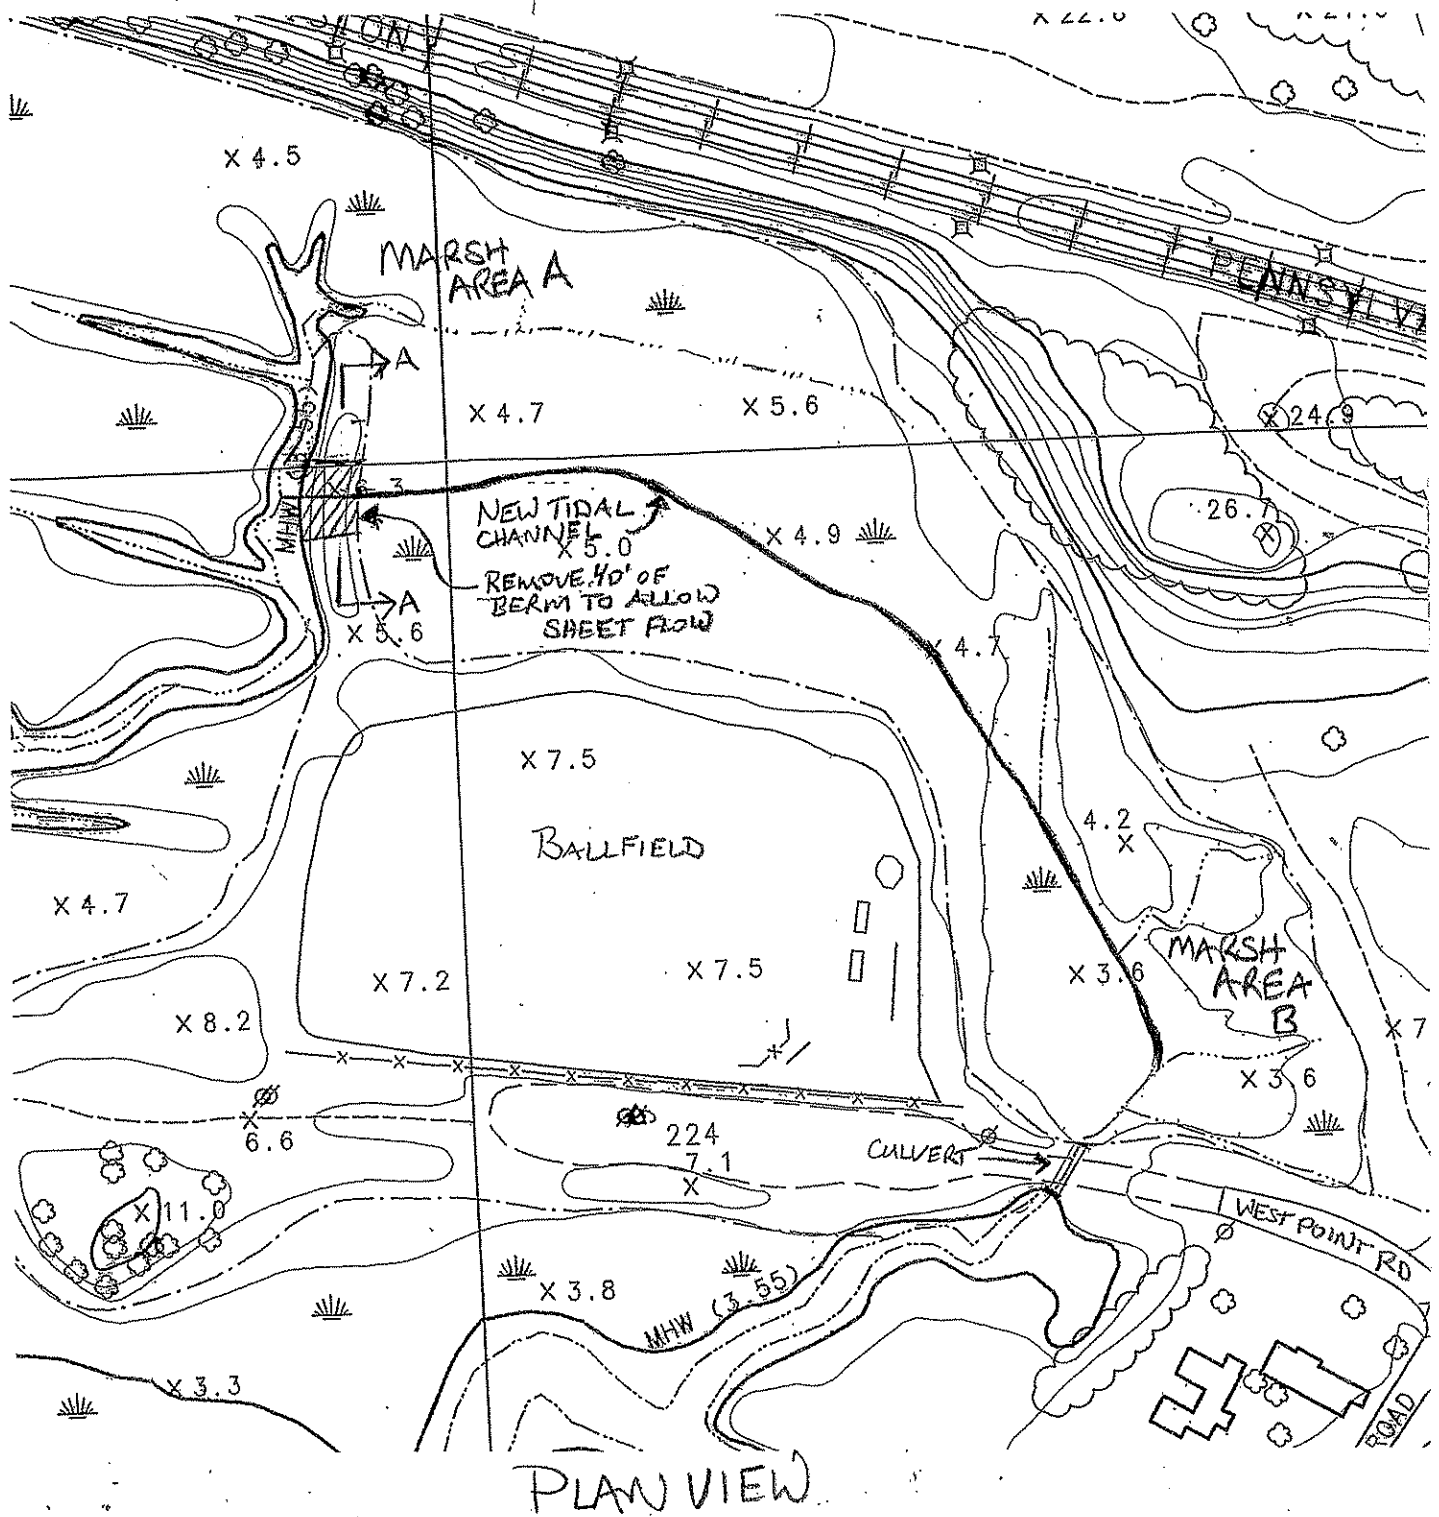 X 4.5
MARSH
AREA A
PENNSYLV
A
X 4.7
X 5.6
X 24.9
26.7
X
NEW TIDAL
CHANNEL
X 5.0
X 4.9
MHW
REMOVE 40' OF
BERM TO ALLOW
SHEET FLOW
A
X 5.6
X 4.7
X 7.5
BALLFIELD
4.2
X
X 4.7
X 7.2
X 7.5
X 3.6
MARSH
AREA
B
X 8.2
X 7
X 3.6
X
6.6
224
7.1
X
CULVERT
X 11.0
WEST POINT RD
X 3.8
MHW (3.55)
X 3.3
ROAD
PLAN VIEW